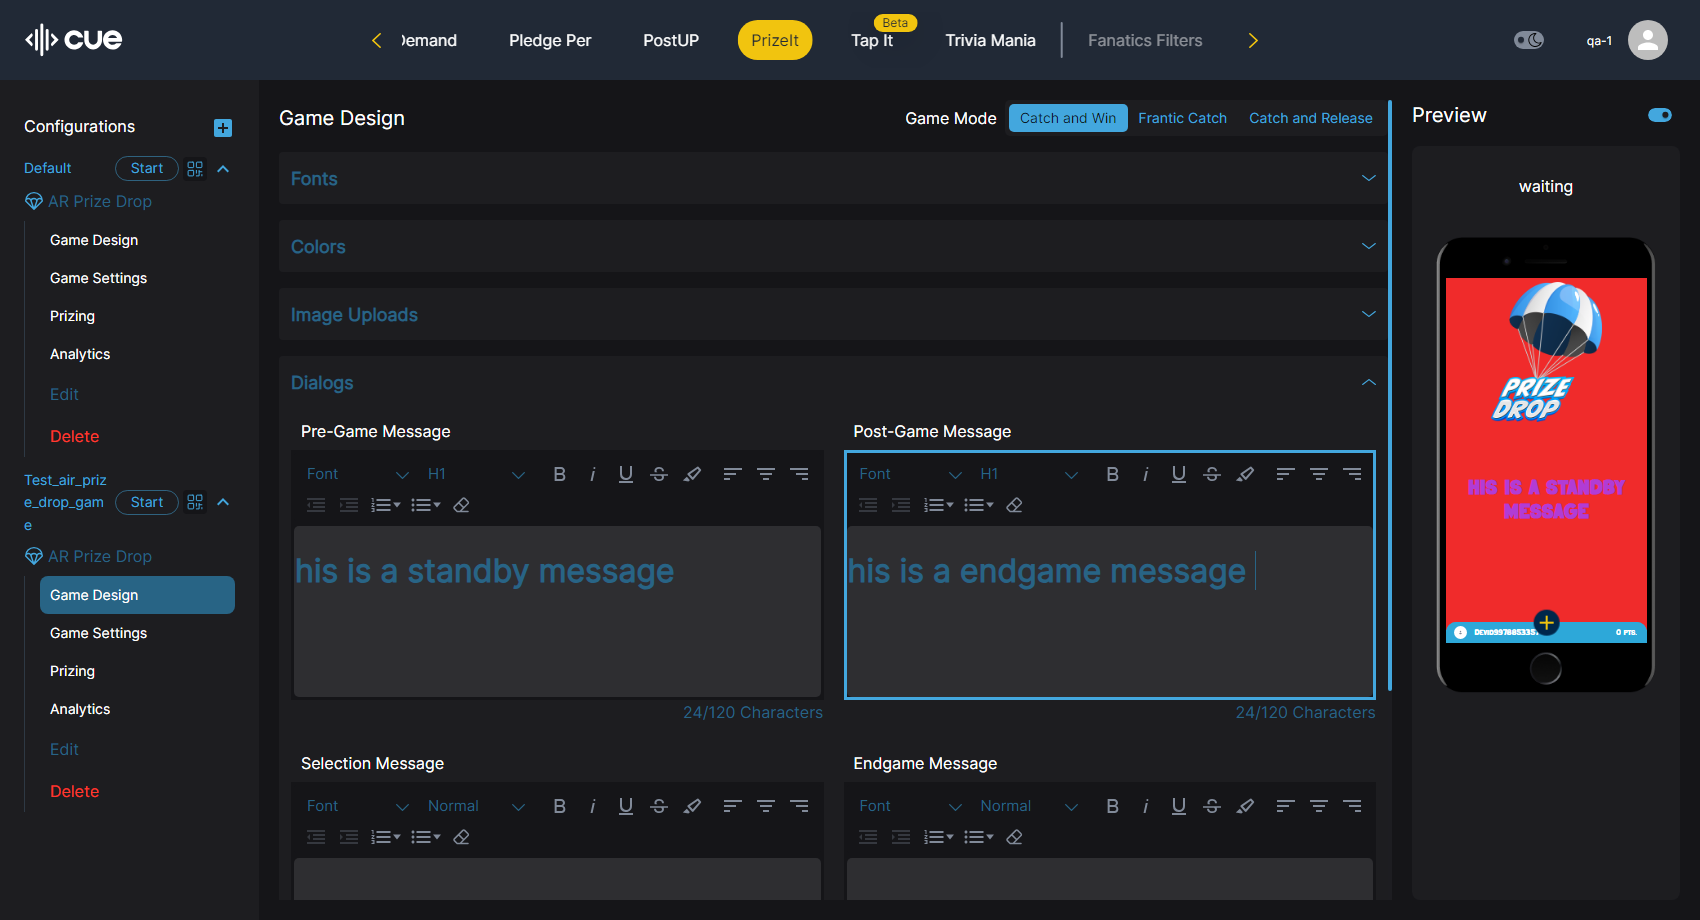 cue
Demand
Pledge Per
PostUP
PrizeIt
Tap It
Beta
Trivia Mania
Fanatics Filters
qa-1
Configurations
Default
Start
AR Prize Drop
Game Design
Game Settings
Prizing
Analytics
Edit
Delete
Test_air_priz
e_drop_gam
e
Start
AR Prize Drop
Game Design
Game Settings
Prizing
Analytics
Edit
Delete
Game Design
Game Mode
Catch and Win
Frantic Catch
Catch and Release
Fonts
Colors
Image Uploads
Dialogs
Pre-Game Message
Font
H1
his is a standby message
24/120 Characters
Post-Game Message
Font
H1
his is a endgame message
24/120 Characters
Selection Message
Font
Normal
Endgame Message
Font
Normal
Preview
waiting
PRIZE
DROP
HIS IS A STANDBY
MESSAGE
0 PTS.